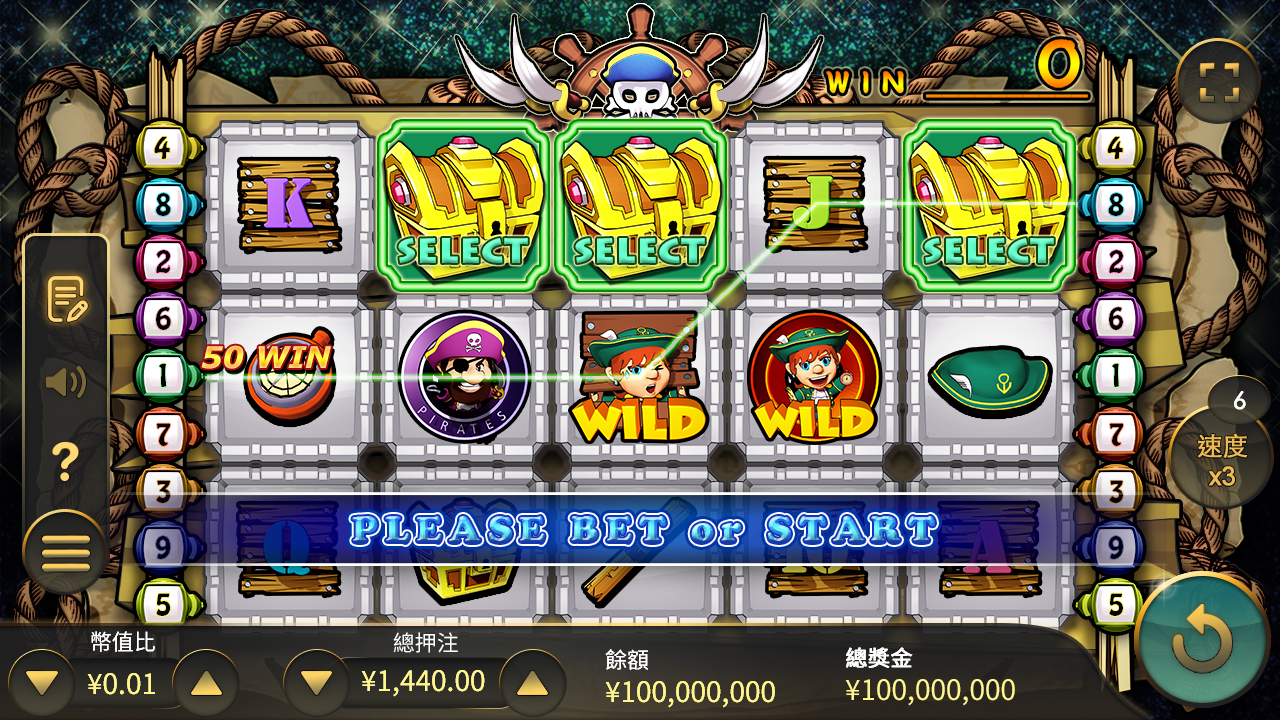 WIN 0
4 4
8 K J 8
SELECT SELECT SELECT
2 2
6 6
50 WIN
1 1
PIRATES
6
WILD WILD
7 7
速度
x3
3 3
PLEASE BET or START
9 Q A 9
5 5
幣值比
¥0.01
總押注
¥1,440.00
餘額
¥100,000,000
總獎金
¥100,000,000